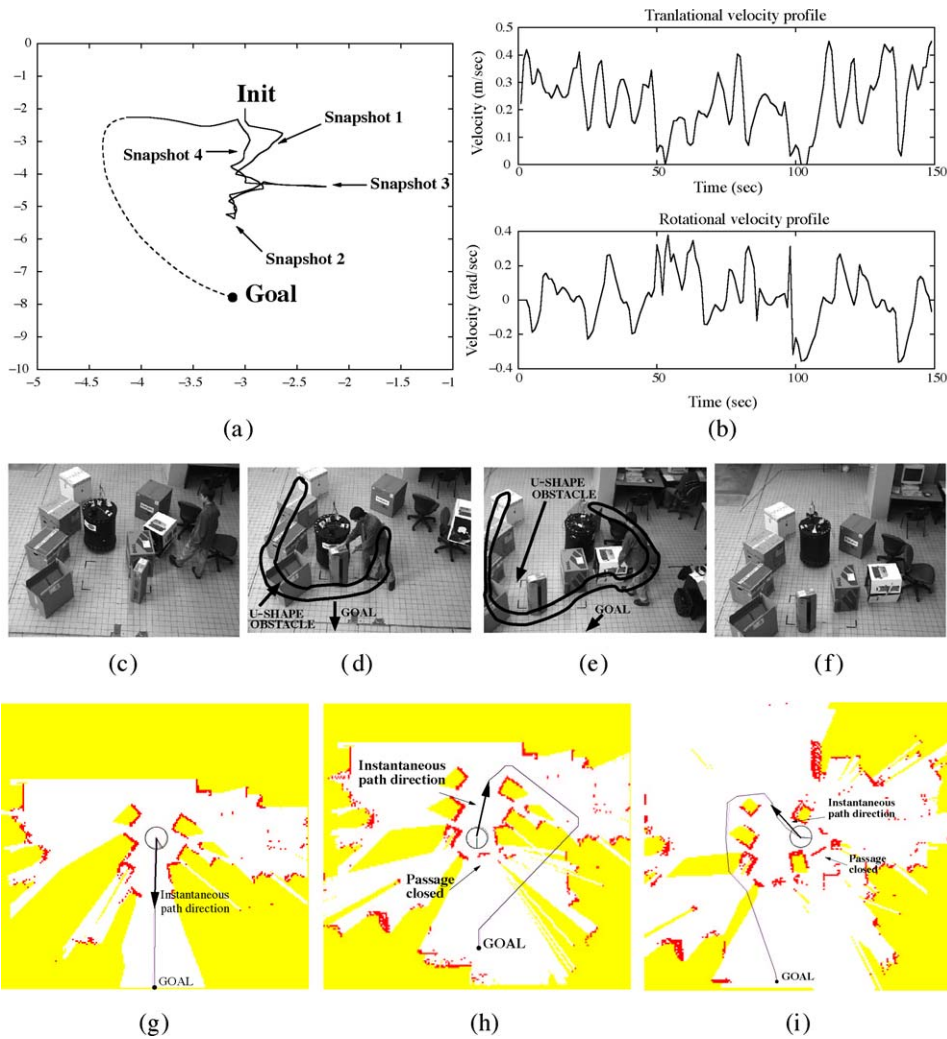 0
−1
−2
−3
−4
−5
−6
−7
−8
−9
−10
−5
−4.5
−4
−3.5
−3
−2.5
−2
−1.5
−1
Init
Snapshot 1
Snapshot 4
Snapshot 3
Snapshot 2
Goal
(a)
Tranlational velocity profile
Velocity (m/sec)
0.5
0.4
0.3
0.2
0.1
0
0
50
100
150
Time (sec)
Rotational velocity profile
Velocity (rad/sec)
0.4
0.2
0
−0.2
−0.4
0
50
100
150
Time (sec)
(b)
U-SHAPE
OBSTACLE
GOAL
U-SHAPE
OBSTACLE
GOAL
(c)
(d)
(e)
(f)
Instantaneous
path direction
GOAL
Instantaneous
path direction
Passage
closed
GOAL
Instantaneous
path direction
Passage
closed
GOAL
(g)
(h)
(i)